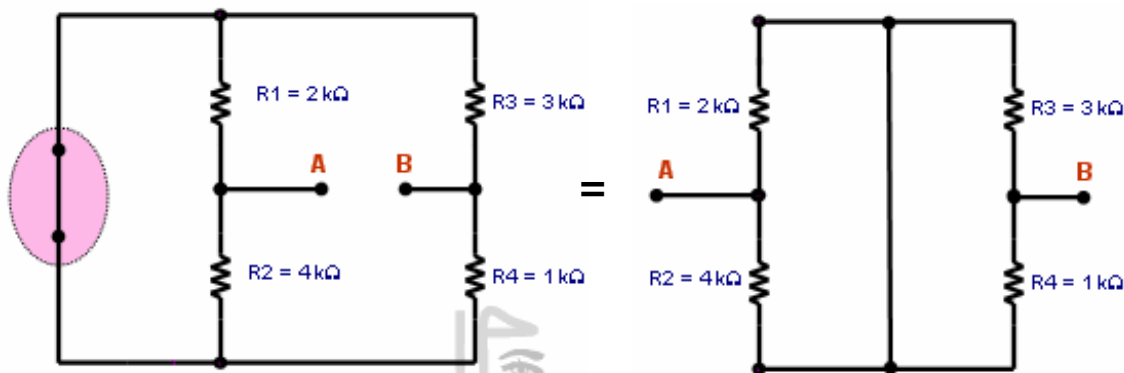 R1 = 2 kΩ
R3 = 3 kΩ
A
B
R2 = 4 kΩ
R4 = 1 kΩ
=
R1 = 2 kΩ
R3 = 3 kΩ
A
B
R2 = 4 kΩ
R4 = 1 kΩ